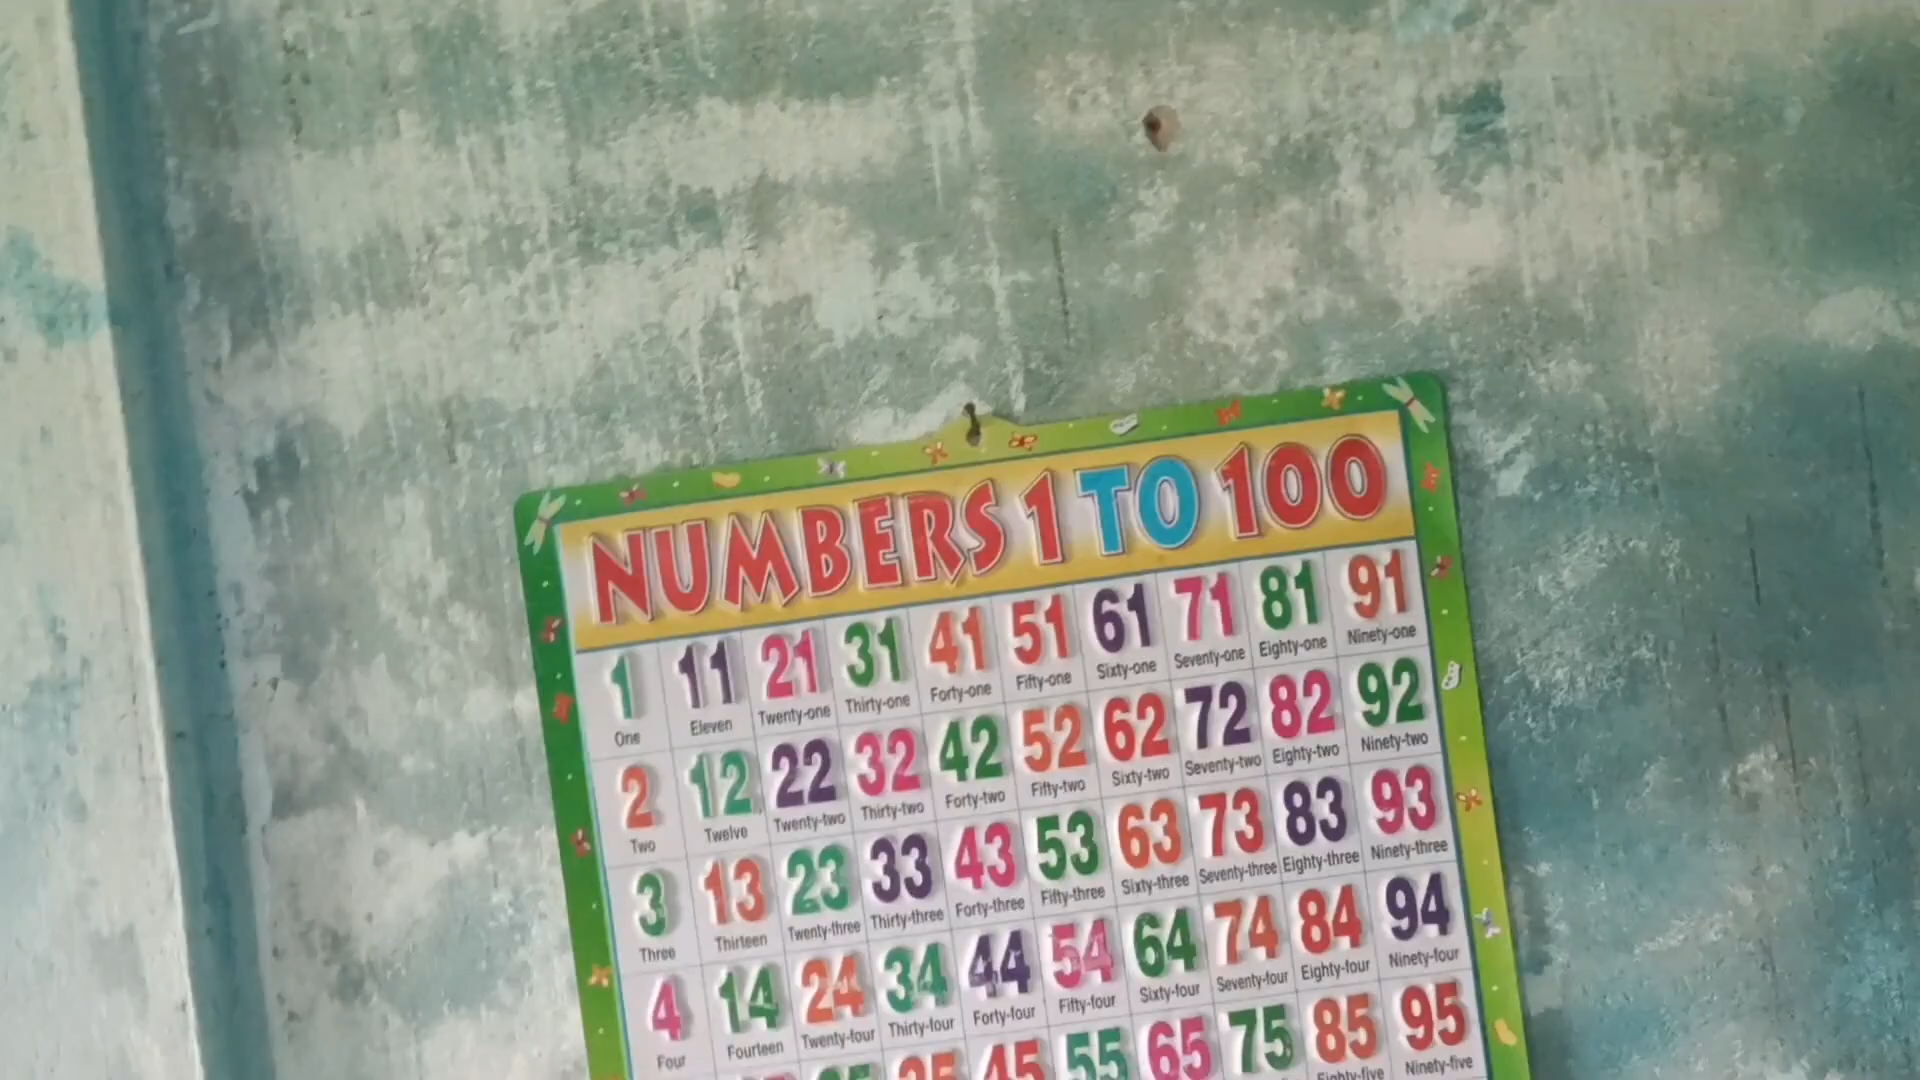 NUMBERS 1 TO 100
1 11 21 31 41 51 61 71 81 91
One Eleven Twenty-one Thirty-one Forty-one Fifty-one Sixty-one Seventy-one Eighty-one Ninety-one
2 12 22 32 42 52 62 72 82 92
Two Twelve Twenty-two Thirty-two Forty-two Fifty-two Sixty-two Seventy-two Eighty-two Ninety-two
3 13 23 33 43 53 63 73 83 93
Three Thirteen Twenty-three Thirty-three Forty-three Fifty-three Sixty-three Seventy-three Eighty-three Ninety-three
4 14 24 34 44 54 64 74 84 94
Four Fourteen Twenty-four Thirty-four Forty-four Fifty-four Sixty-four Seventy-four Eighty-four Ninety-four
45 55 65 75 85 95
Eighty-five Ninety-five